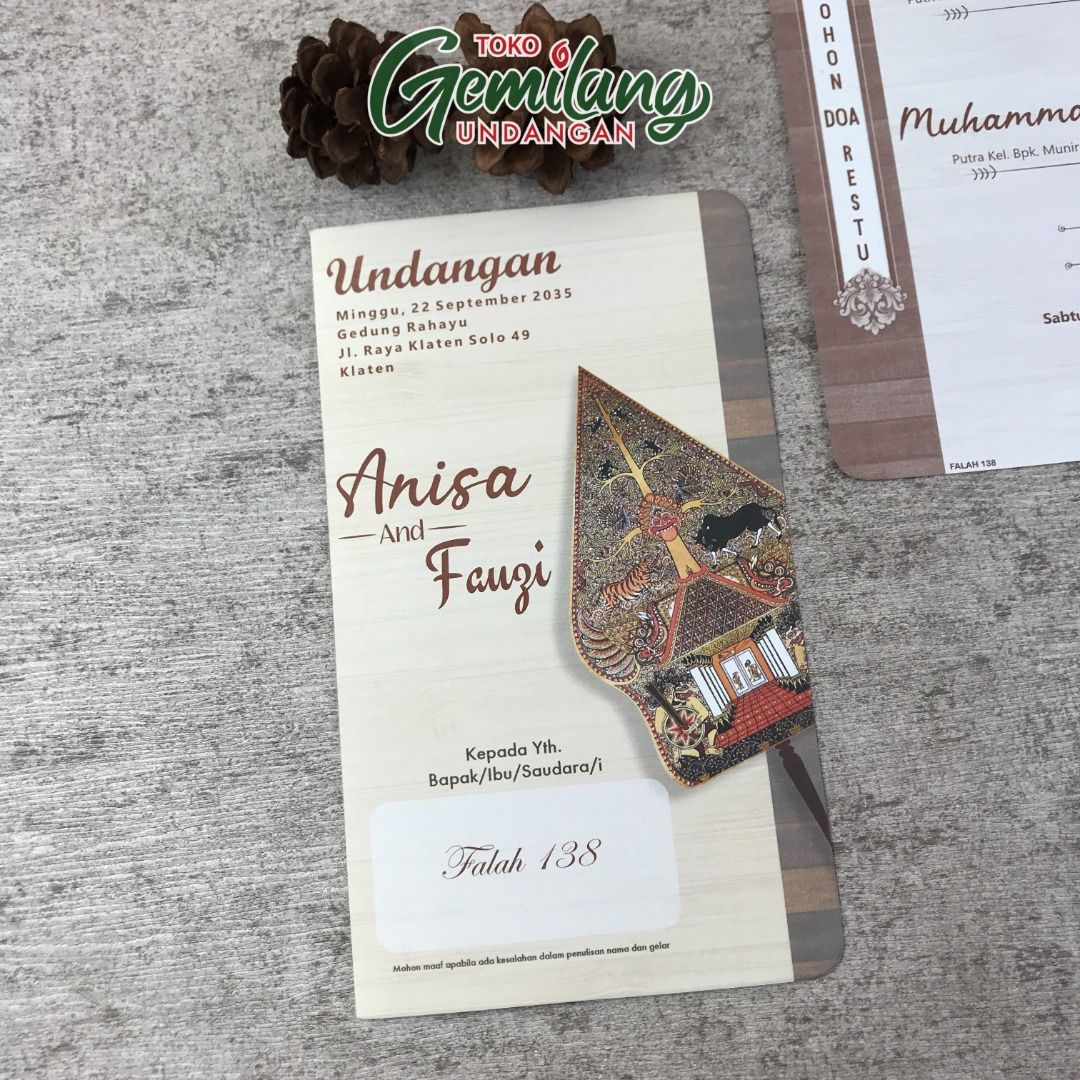 TOKO
Gemilang
UNDANGAN
Undangan
Minggu, 22 September 2035
Gedung Rahayu
Jl. Raya Klaten Solo 49
Klaten
Anisa
And
Fauzi
Kepada Yth.
Bapak/Ibu/Saudara/i
Falah 138
Mohon maaf apabila ada kesalahan dalam penulisan nama dan gelar
OHON
DOA
RESTU
Muhamma
Putra Kel. Bpk. Munir
Sabtu
FALAH 138